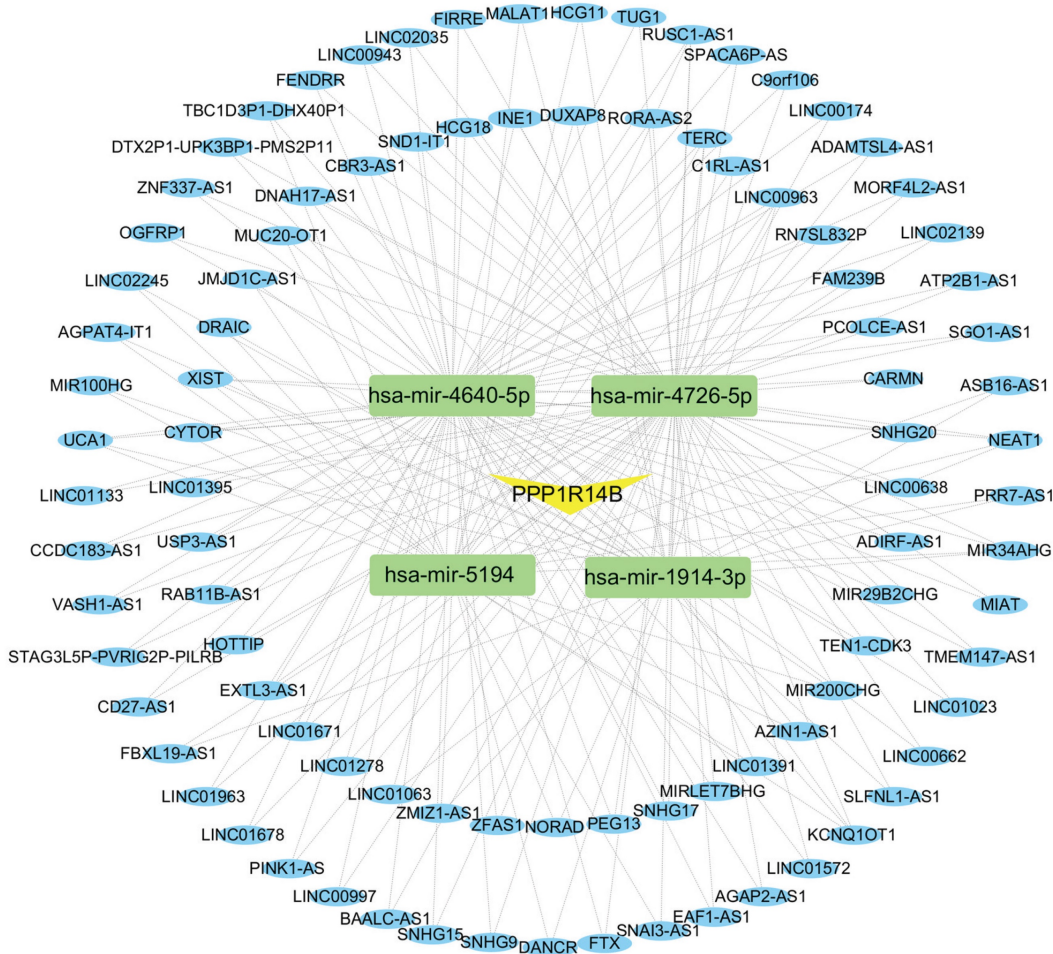 MALAT1
HCG11
FIRRE
TUG1
LINC02035
RUSC1-AS1
LINC00943
SPACA6P-AS
FENDRR
C9orf106
TBC1D3P1-DHX40P1
LINC00174
INE1
DUXAP8
RORA-AS2
HCG18
TERC
SND1-IT1
DTX2P1-UPK3BP1-PMS2P11
ADAMTSL4-AS1
CBR3-AS1
C1RL-AS1
ZNF337-AS1
DNAH17-AS1
LINC00963
MORF4L2-AS1
OGFRP1
MUC20-OT1
RN7SL832P
LINC02139
LINC02245
JMJD1C-AS1
FAM239B
ATP2B1-AS1
AGPAT4-IT1
DRAIC
PCOLCE-AS1
SGO1-AS1
MIR100HG
XIST
CARMN
ASB16-AS1
hsa-mir-4640-5p
hsa-mir-4726-5p
UCA1
CYTOR
SNHG20
NEAT1
LINC01133
LINC01395
PPP1R14B
LINC00638
PRR7-AS1
CCDC183-AS1
USP3-AS1
ADIRF-AS1
MIR34AHG
hsa-mir-5194
hsa-mir-1914-3p
VASH1-AS1
RAB11B-AS1
MIR29B2CHG
MIAT
STAG3L5P-PVRIG2P-PILRB
HOTTIP
TEN1-CDK3
TMEM147-AS1
CD27-AS1
EXTL3-AS1
MIR200CHG
LINC01023
FBXL19-AS1
LINC01671
AZIN1-AS1
LINC00662
LINC01963
LINC01278
LINC01391
SLFNL1-AS1
LINC01063
MIRLET7BHG
ZMIZ1-AS1
SNHG17
ZFAS1
NORAD
PEG13
LINC01678
KCNQ1OT1
PINK1-AS
LINC01572
LINC00997
AGAP2-AS1
BAALC-AS1
EAF1-AS1
SNHG15
SNAI3-AS1
SNHG9
DANCR
FTX